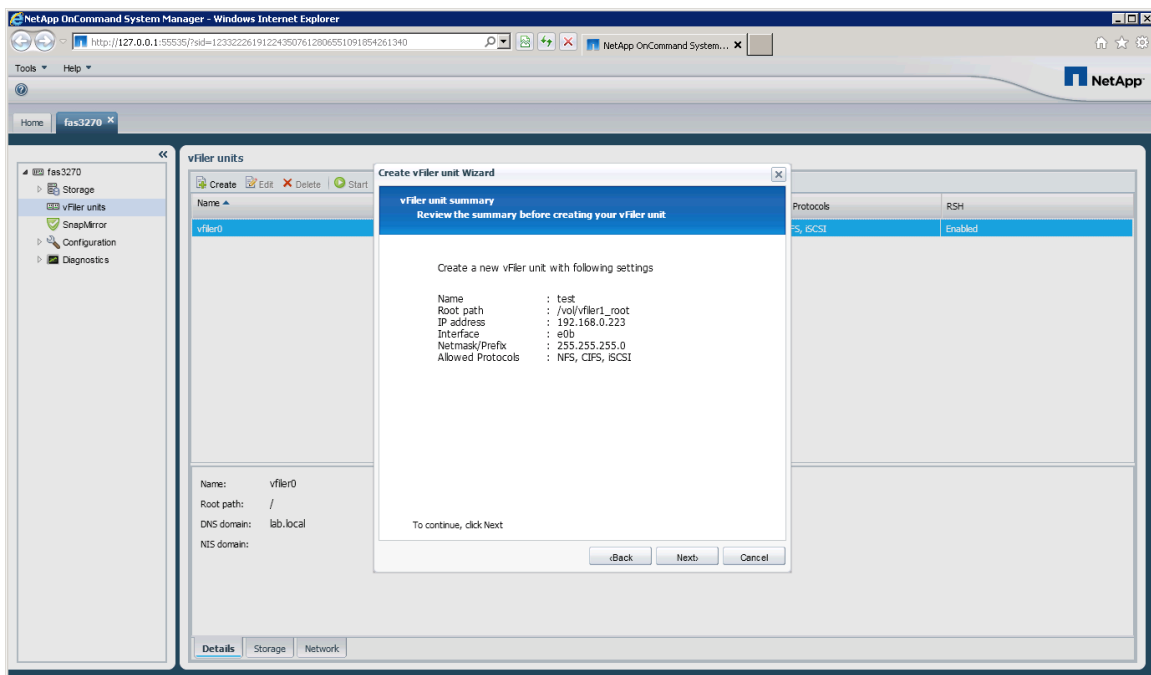 NetApp OnCommand System Manager - Windows Internet Explorer
http://127.0.0.1:55535/?sid=123322261912243507612806551091854261340
NetApp OnCommand System... X
Tools Help
NetApp
Home fas3270 X
«
fas3270
Storage
vFiler units
SnapMirror
Configuration
Diagnostics
vFiler units
Create Edit Delete Start
Name Protocols RSH
vfiler0 FS, iSCSI Enabled
Create vFiler unit Wizard
vFiler unit summary
Review the summary before creating your vFiler unit
Create a new vFiler unit with following settings
Name : test
Root path : /vol/vfiler1_root
IP address : 192.168.0.223
Interface : e0b
Netmask/Prefix : 255.255.255.0
Allowed Protocols : NFS, CIFS, iSCSI
To continue, click Next
‹Back Next› Cancel
Name: vfiler0
Root path: /
DNS domain: lab.local
NIS domain:
Details Storage Network